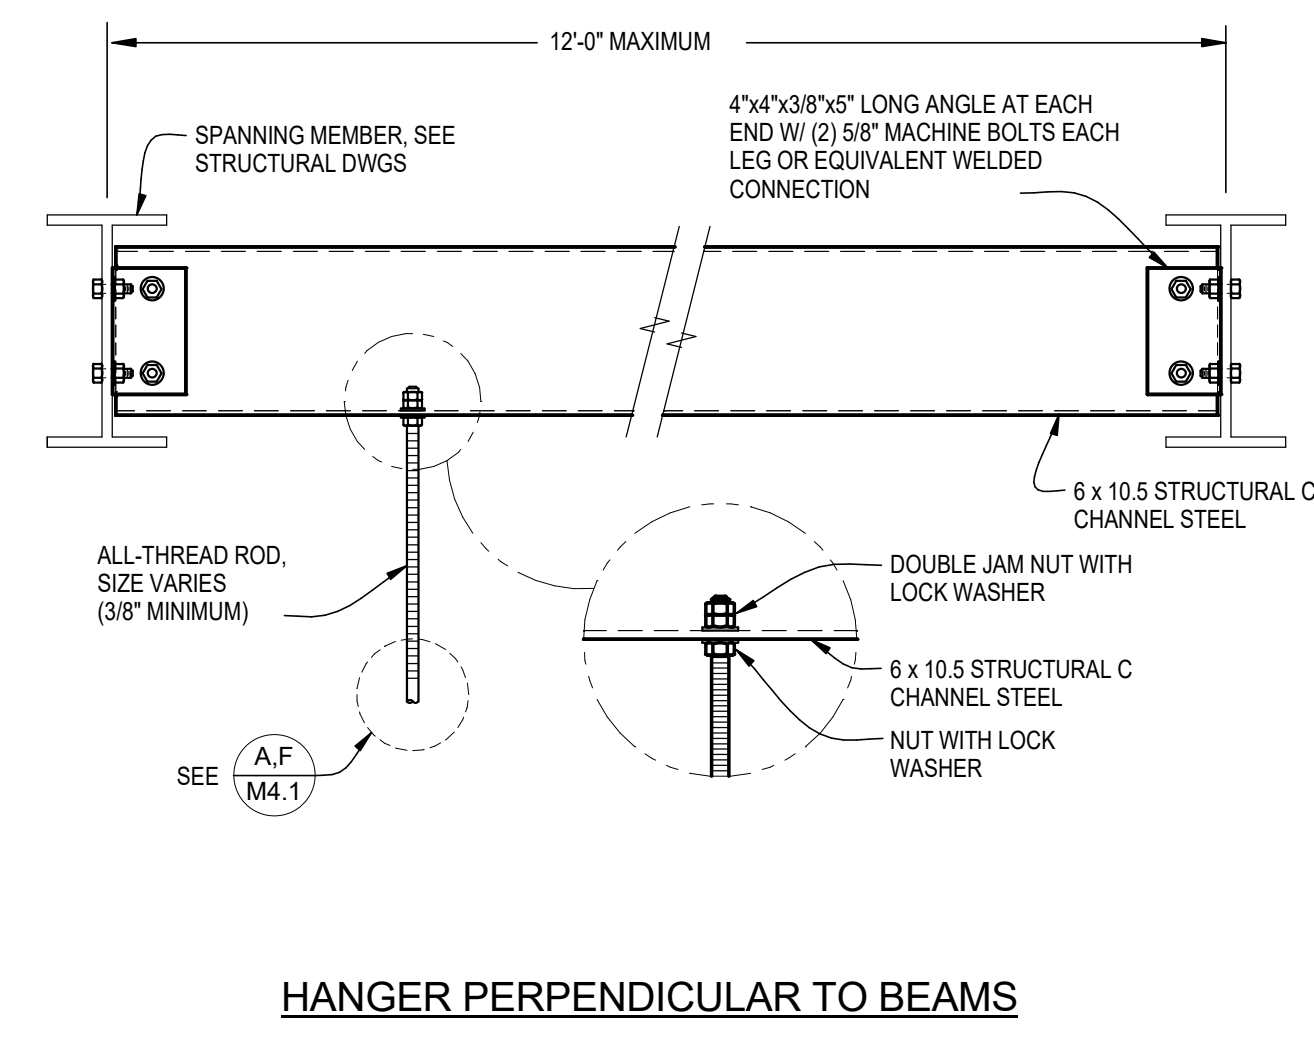 12'-0" MAXIMUM
SPANNING MEMBER, SEE
STRUCTURAL DWGS
4"x4"x3/8"x5" LONG ANGLE AT EACH
END W/ (2) 5/8" MACHINE BOLTS EACH
LEG OR EQUIVALENT WELDED
CONNECTION
6 x 10.5 STRUCTURAL C
CHANNEL STEEL
ALL-THREAD ROD,
SIZE VARIES
(3/8" MINIMUM)
DOUBLE JAM NUT WITH
LOCK WASHER
6 x 10.5 STRUCTURAL C
CHANNEL STEEL
NUT WITH LOCK
WASHER
SEE
A,F
M4.1
HANGER PERPENDICULAR TO BEAMS